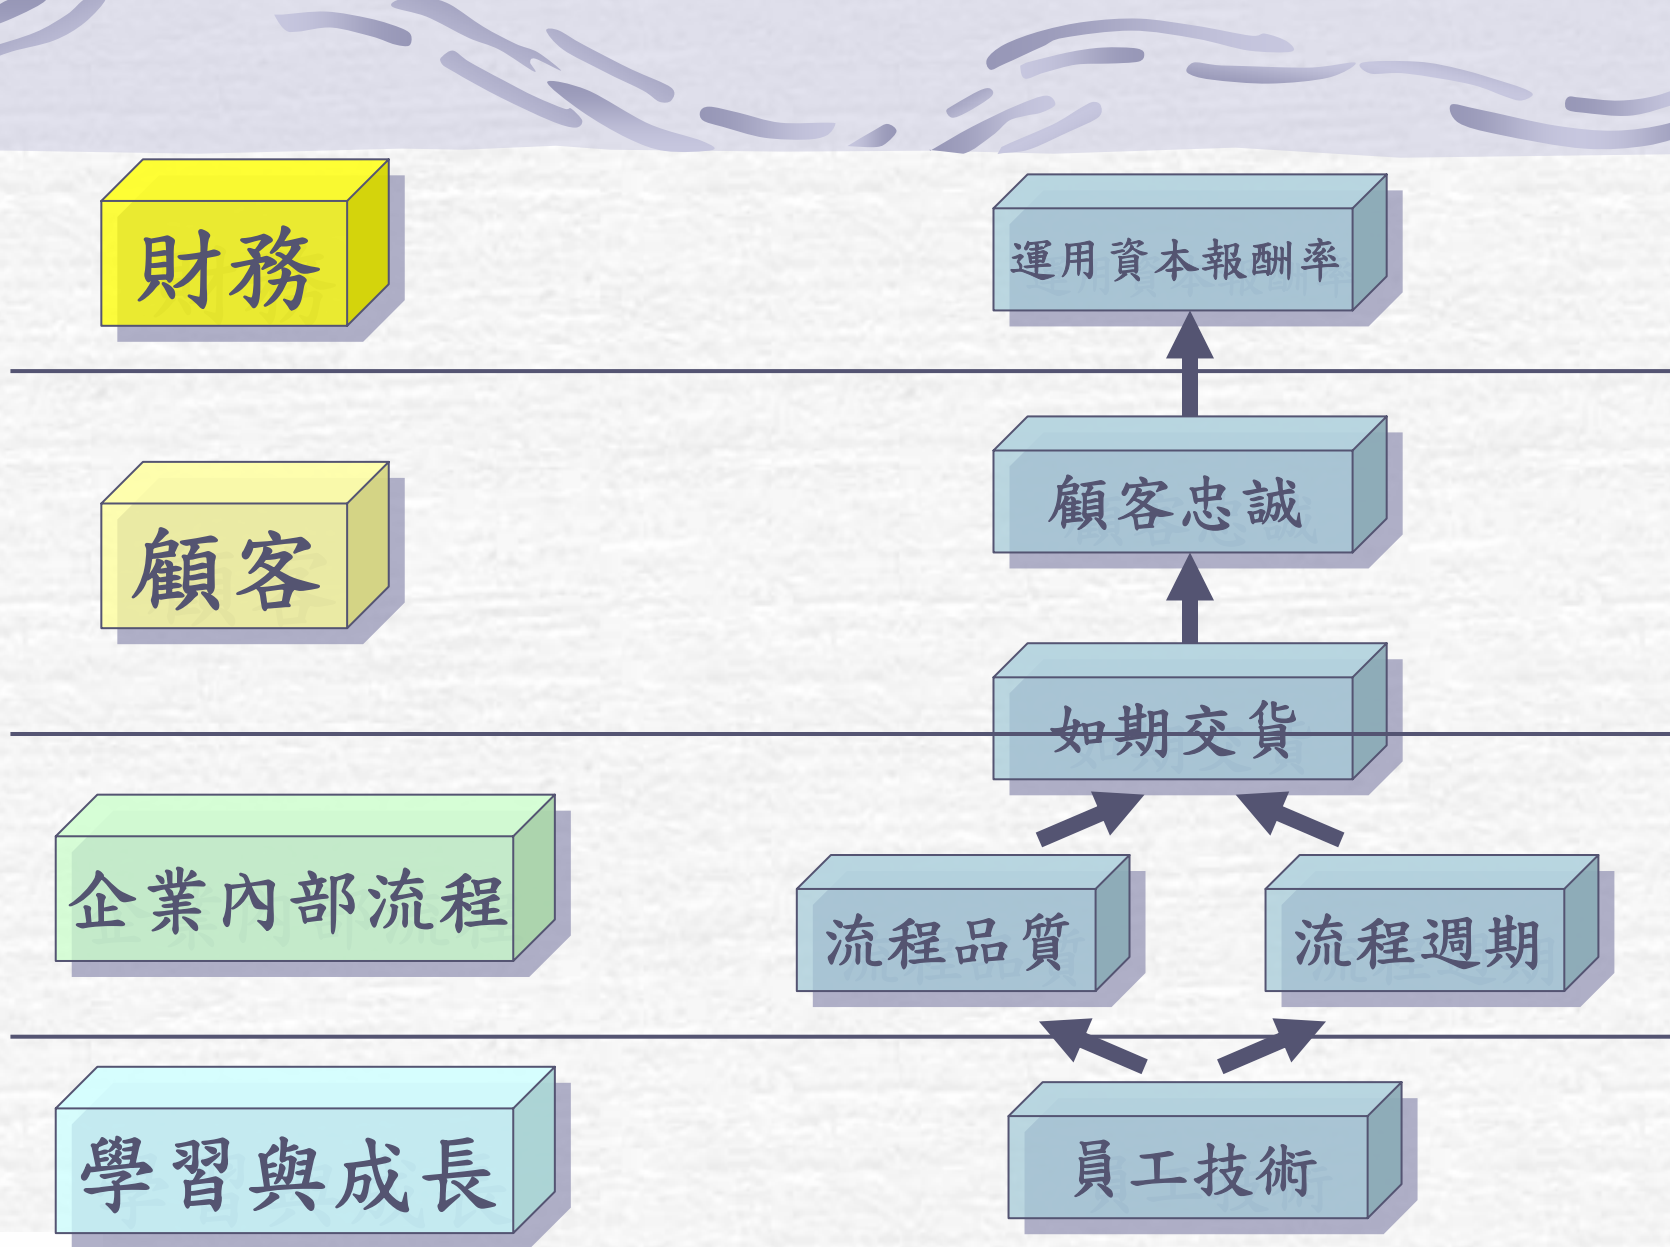 財務
運用資本報酬率
顧客
顧客忠誠
如期交貨
企業內部流程
流程品質
流程週期
學習與成長
員工技術